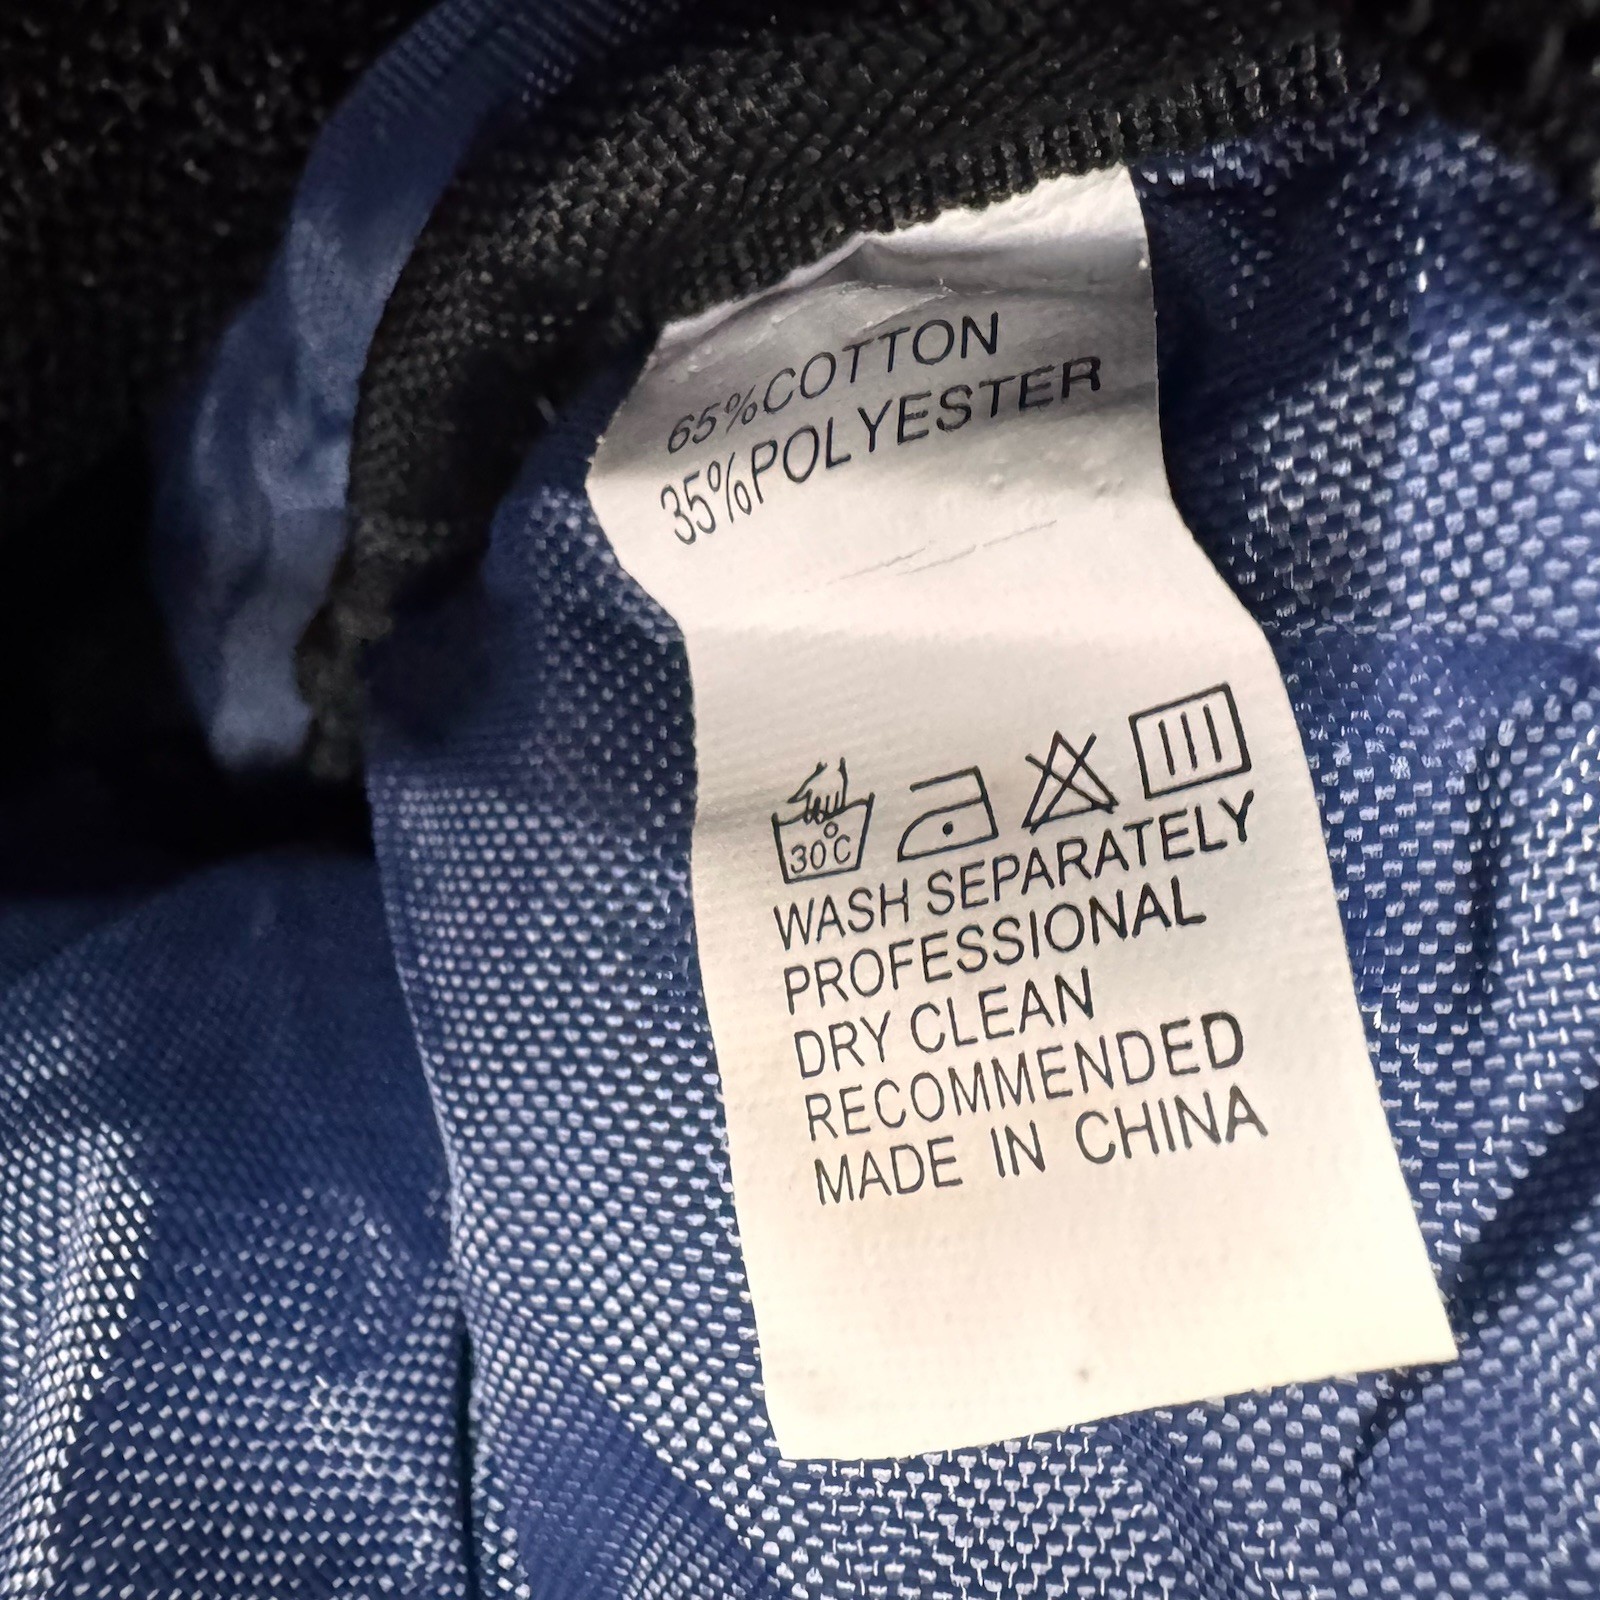 65%COTTON
35%POLYESTER
30°C
WASH SEPARATELY
PROFESSIONAL
DRY CLEAN
RECOMMENDED
MADE IN CHINA